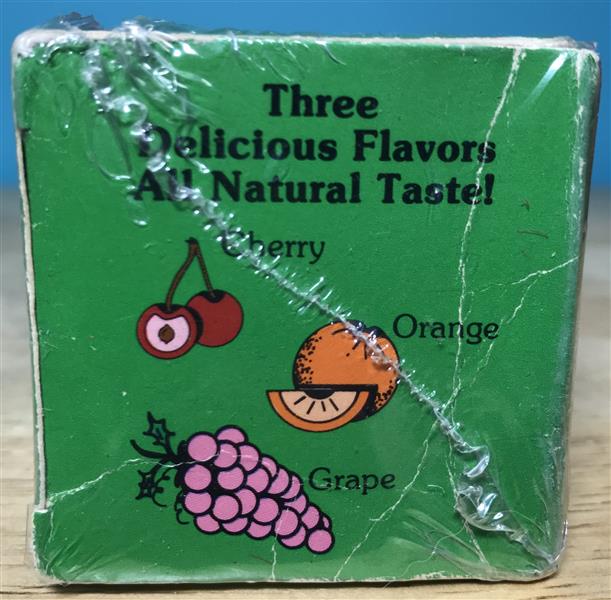 Three
Delicious Flavors
All Natural Taste!
Cherry
Orange
Grape